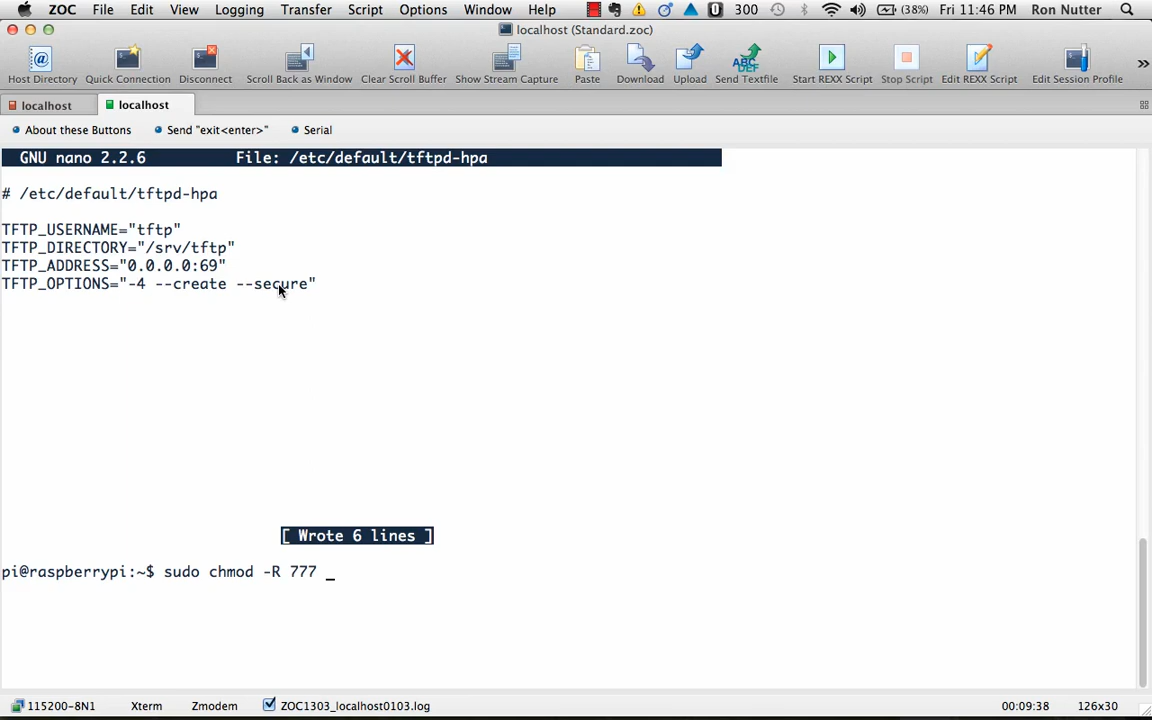 ZOC File Edit View Logging Transfer Script Options Window Help 300 (38%) Fri 11:46 PM Ron Nutter
localhost (Standard.zoc)
Host Directory Quick Connection Disconnect Scroll Back as Window Clear Scroll Buffer Show Stream Capture Paste Download Upload Send Textfile Start REXX Script Stop Script Edit REXX Script Edit Session Profile
localhost localhost
About these Buttons Send "exit<enter>" Serial
GNU nano 2.2.6 File: /etc/default/tftpd-hpa
# /etc/default/tftpd-hpa
TFTP_USERNAME="tftp"
TFTP_DIRECTORY="/srv/tftp"
TFTP_ADDRESS="0.0.0.0:69"
TFTP_OPTIONS="-4 --create --secure"
[ Wrote 6 lines ]
pi@raspberrypi:~$ sudo chmod -R 777 _
115200-8N1 Xterm Zmodem ZOC1303_localhost0103.log 00:09:38 126x30